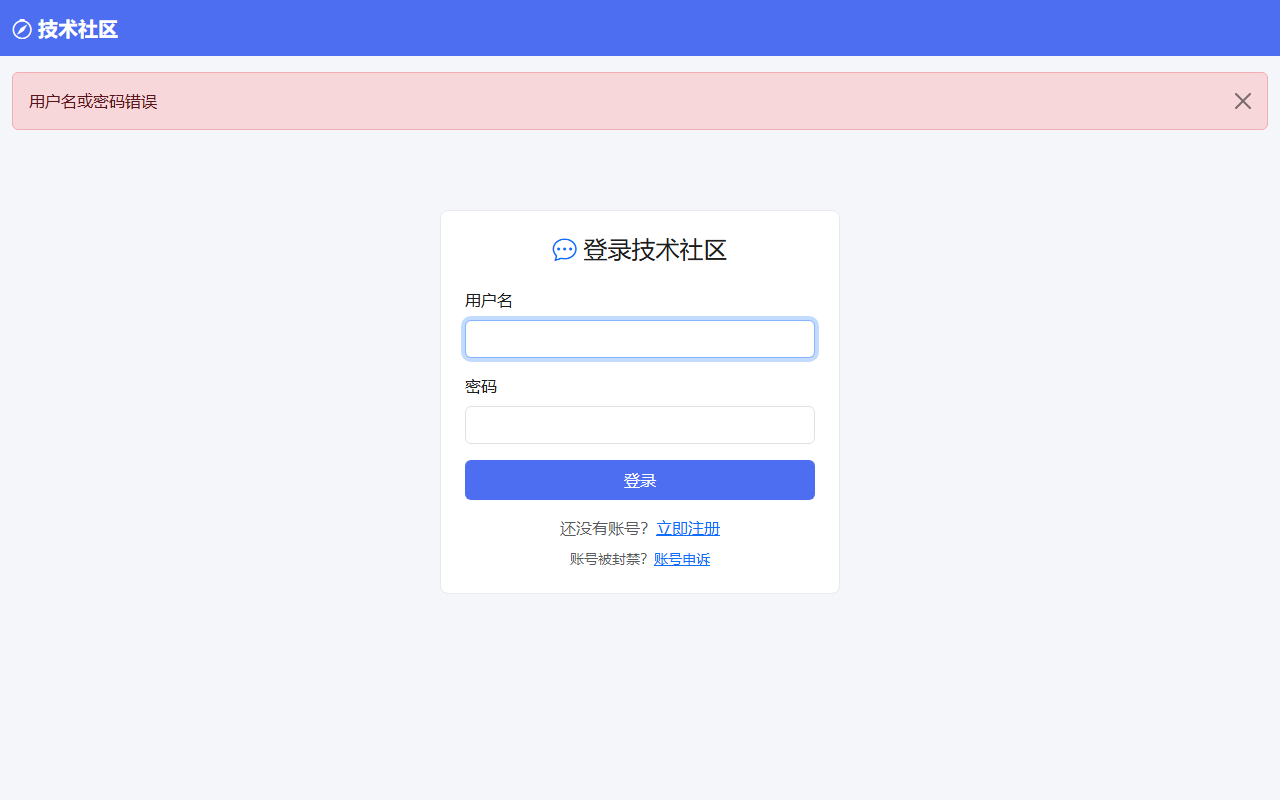 技术社区
用户名或密码错误
登录技术社区
用户名
密码
登录
还没有账号？立即注册
账号被封禁？账号申诉